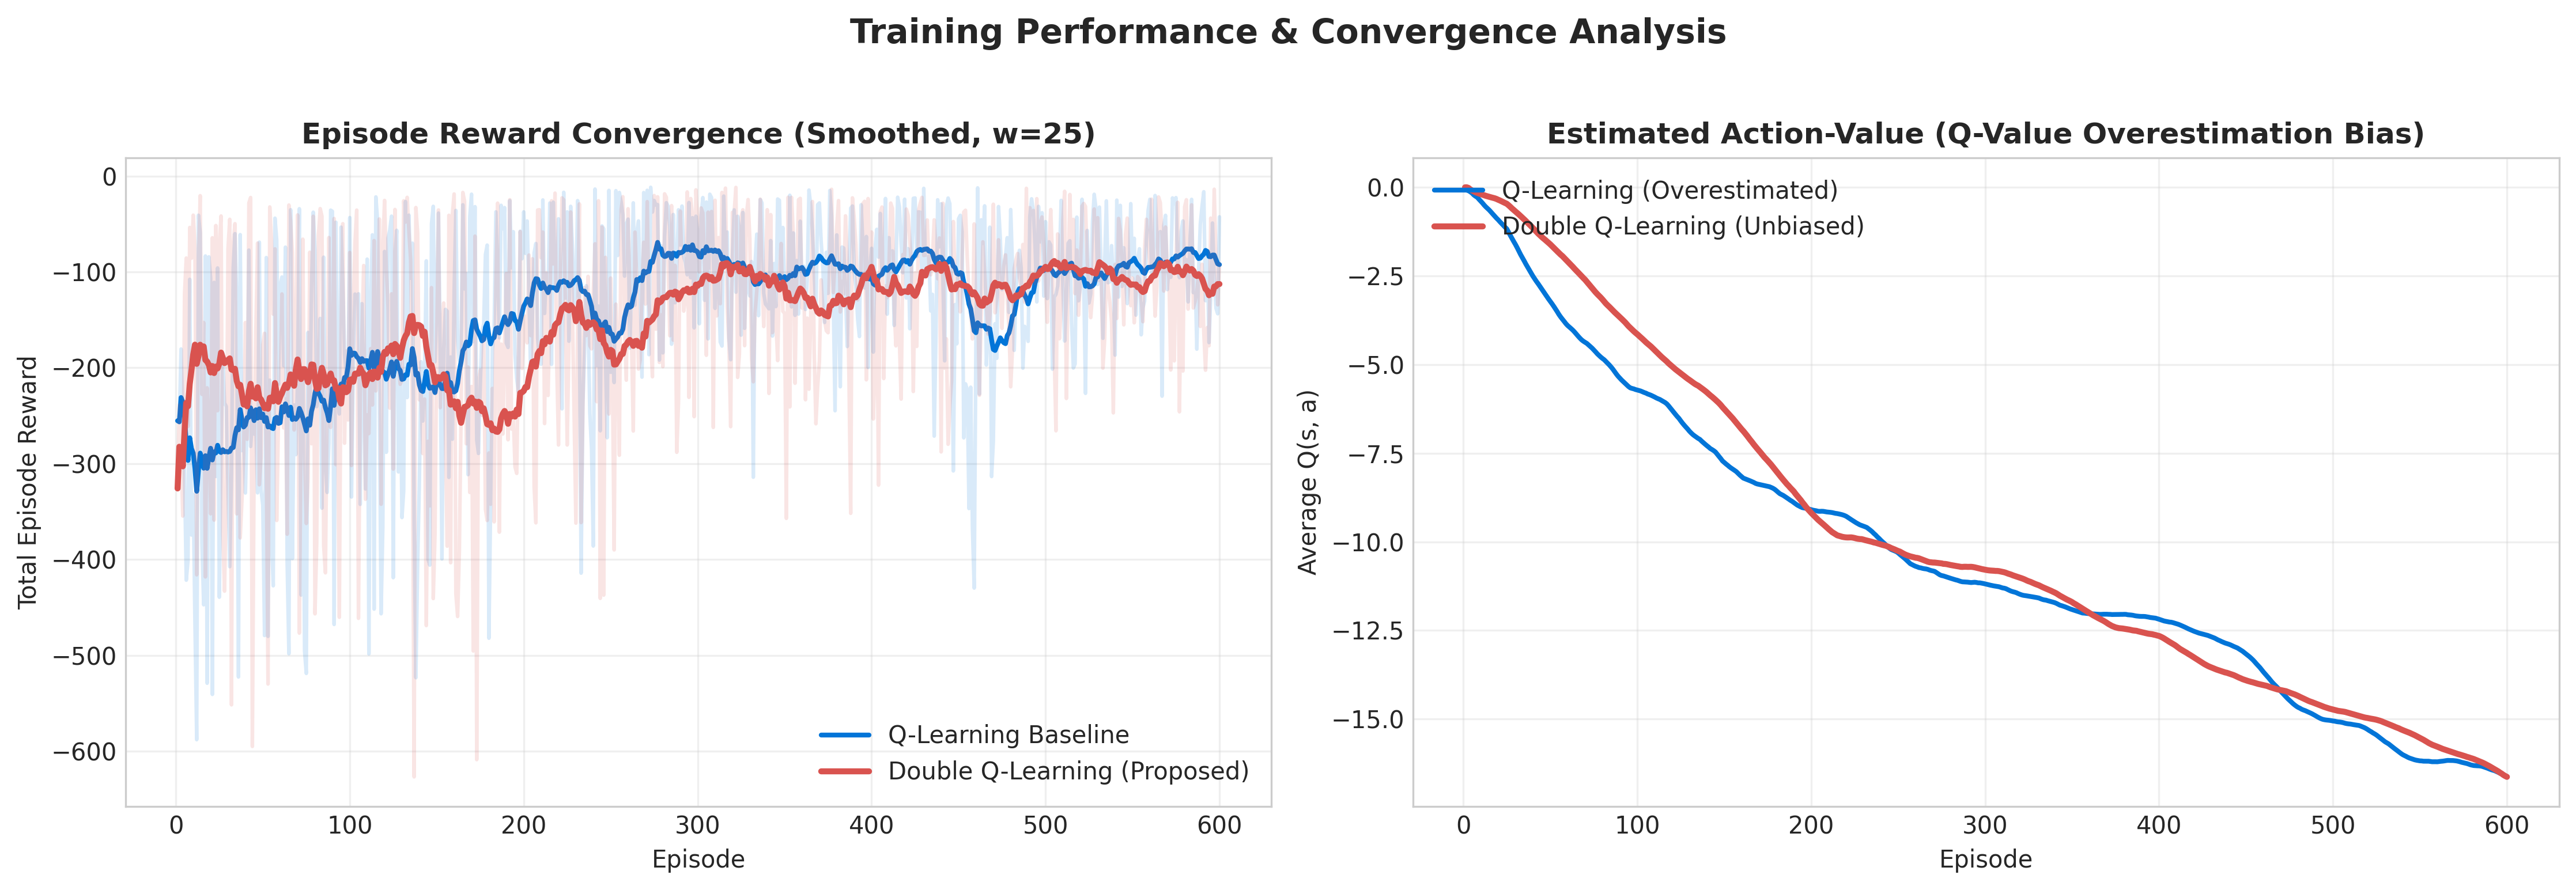 Training Performance & Convergence Analysis
Episode Reward Convergence (Smoothed, w=25)
Total Episode Reward
0
−100
−200
−300
−400
−500
−600
0 100 200 300 400 500 600
Episode
Q-Learning Baseline
Double Q-Learning (Proposed)
Estimated Action-Value (Q-Value Overestimation Bias)
Average Q(s, a)
0.0
−2.5
−5.0
−7.5
−10.0
−12.5
−15.0
0 100 200 300 400 500 600
Episode
Q-Learning (Overestimated)
Double Q-Learning (Unbiased)